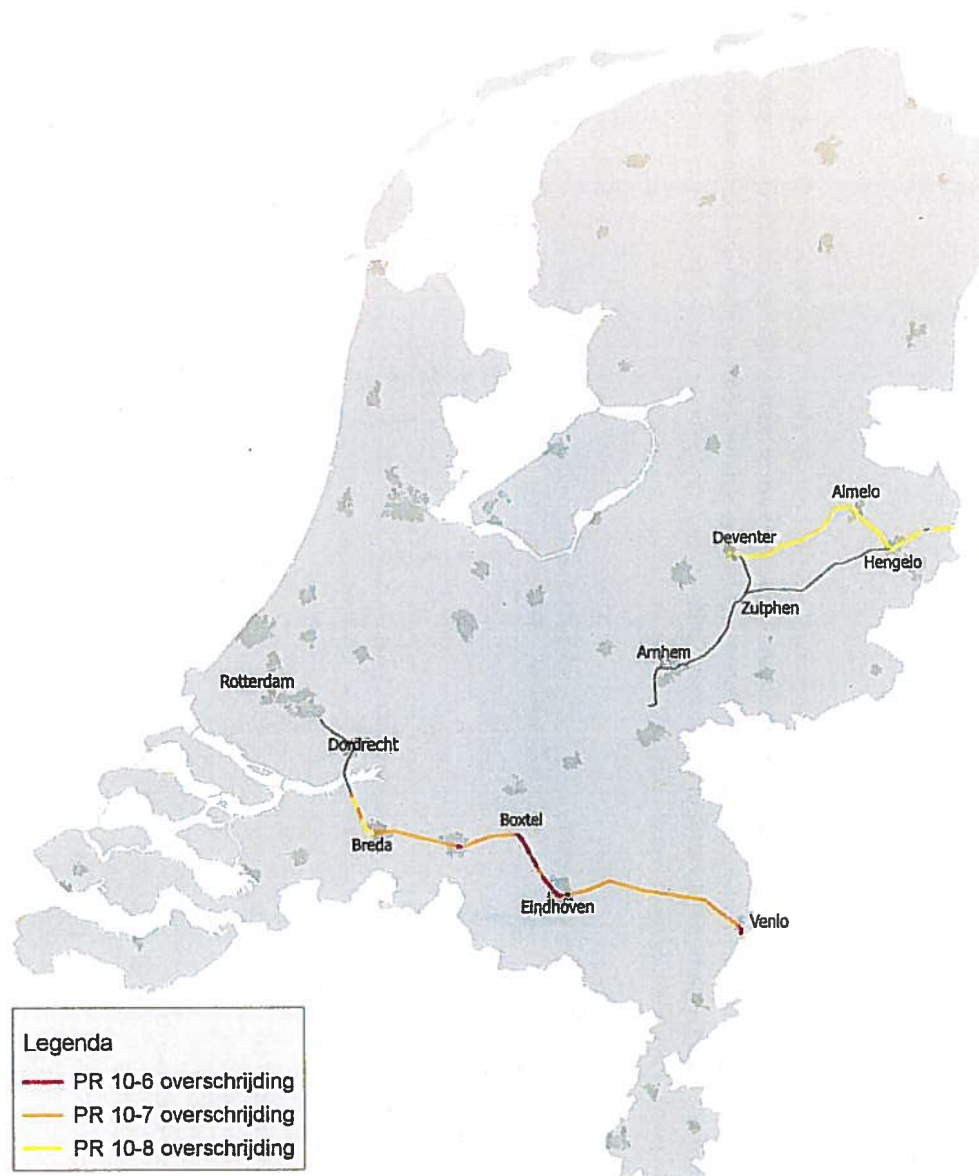 Almelo
Deventer
Hengelo
Zutphen
Arnhem
Rotterdam
Dordrecht
Boxtel
Breda
Eindhoven
Venlo
Legenda
PR 10-6 overschrijding
PR 10-7 overschrijding
PR 10-8 overschrijding